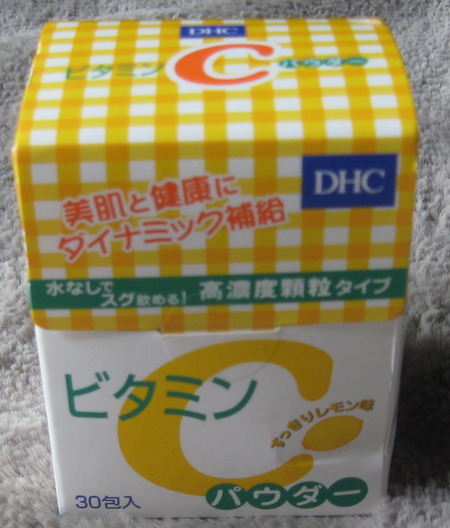 DHC
ビタミン C パウダー
DHC
美肌と健康に
ダイナミック補給
水なしで
スグ飲める!
高濃度顆粒タイプ
ビタミン C
すっきりレモン味
パウダー
30包入